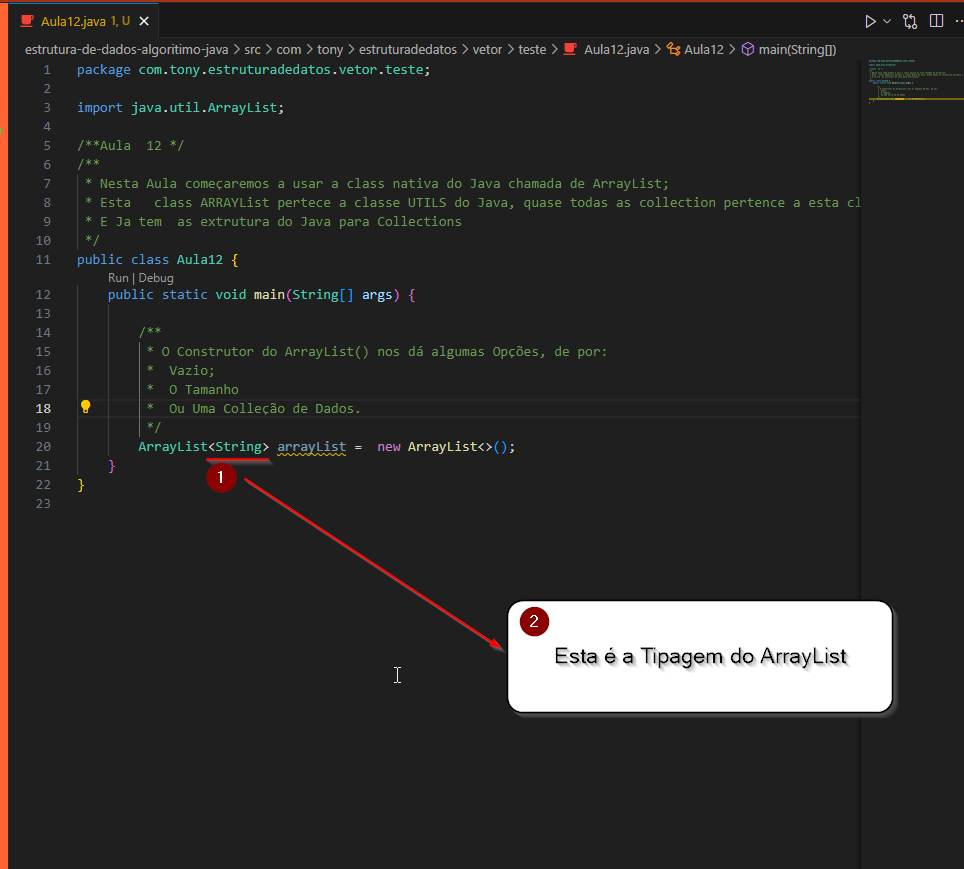 Aula12.java 1, U
estrutura-de-dados-algoritimo-java > src > com > tony > estruturadedatos > vetor > teste > Aula12.java > Aula12 > main(String[])
1 package com.tony.estruturadedatos.vetor.teste;
2
3 import java.util.ArrayList;
4
5 /**Aula  12 */
6 /**
7  * Nesta Aula começaremos a usar a class nativa do Java chamada de ArrayList;
8  * Esta   class ARRAYList pertece a classe UTILS do Java, quase todas as collection pertence a esta cl
9  * E Ja tem  as extrutura do Java para Collections
10  */
11 public class Aula12 {
Run | Debug
12     public static void main(String[] args) {
13
14         /**
15          * O Construtor do ArrayList() nos dá algumas Opções, de por:
16          *  Vazio;
17          *  O Tamanho
18          *  Ou Uma Colleção de Dados.
19          */
20         ArrayList<String> arrayList =  new ArrayList<>();
21     }
22 }
23
1
2
Esta é a Tipagem do ArrayList